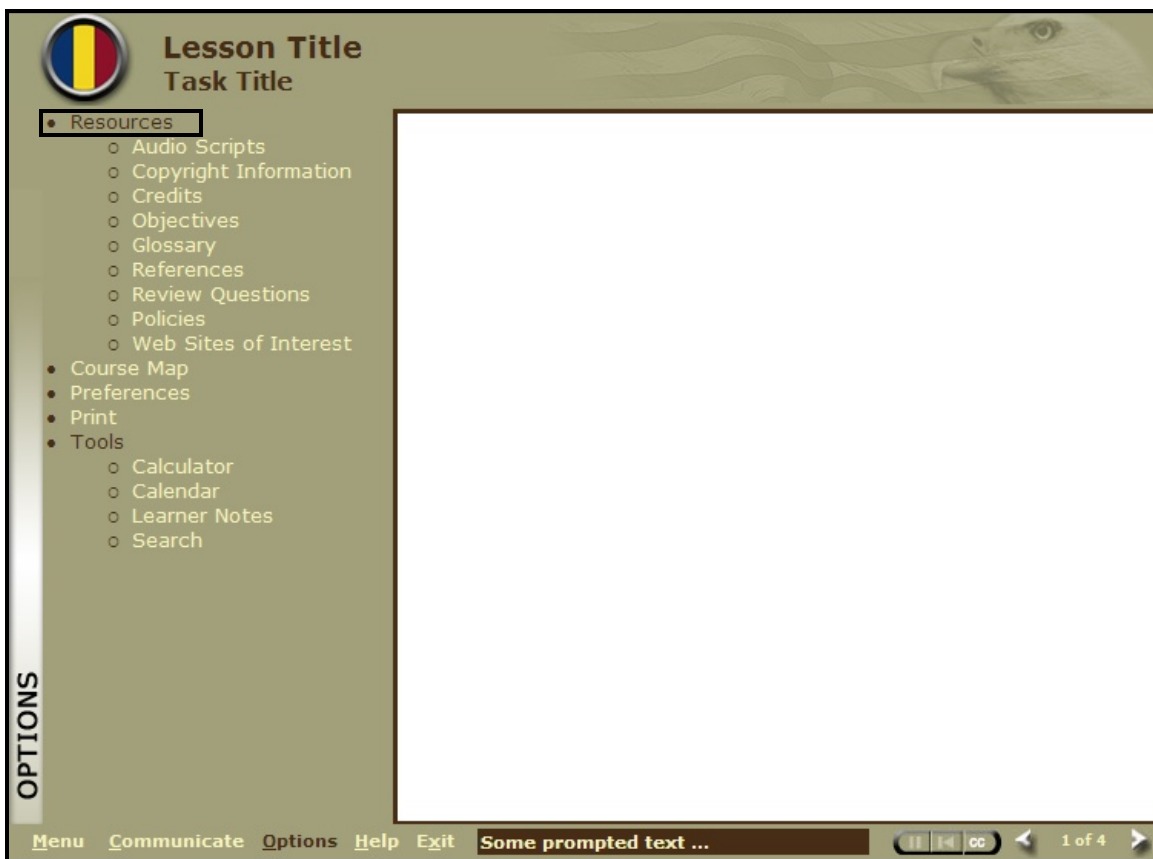 Lesson Title
Task Title
Resources
Audio Scripts
Copyright Information
Credits
Objectives
Glossary
References
Review Questions
Policies
Web Sites of Interest
Course Map
Preferences
Print
Tools
Calculator
Calendar
Learner Notes
Search
OPTIONS
Menu Communicate Options Help Exit Some prompted text ... CC 1 of 4